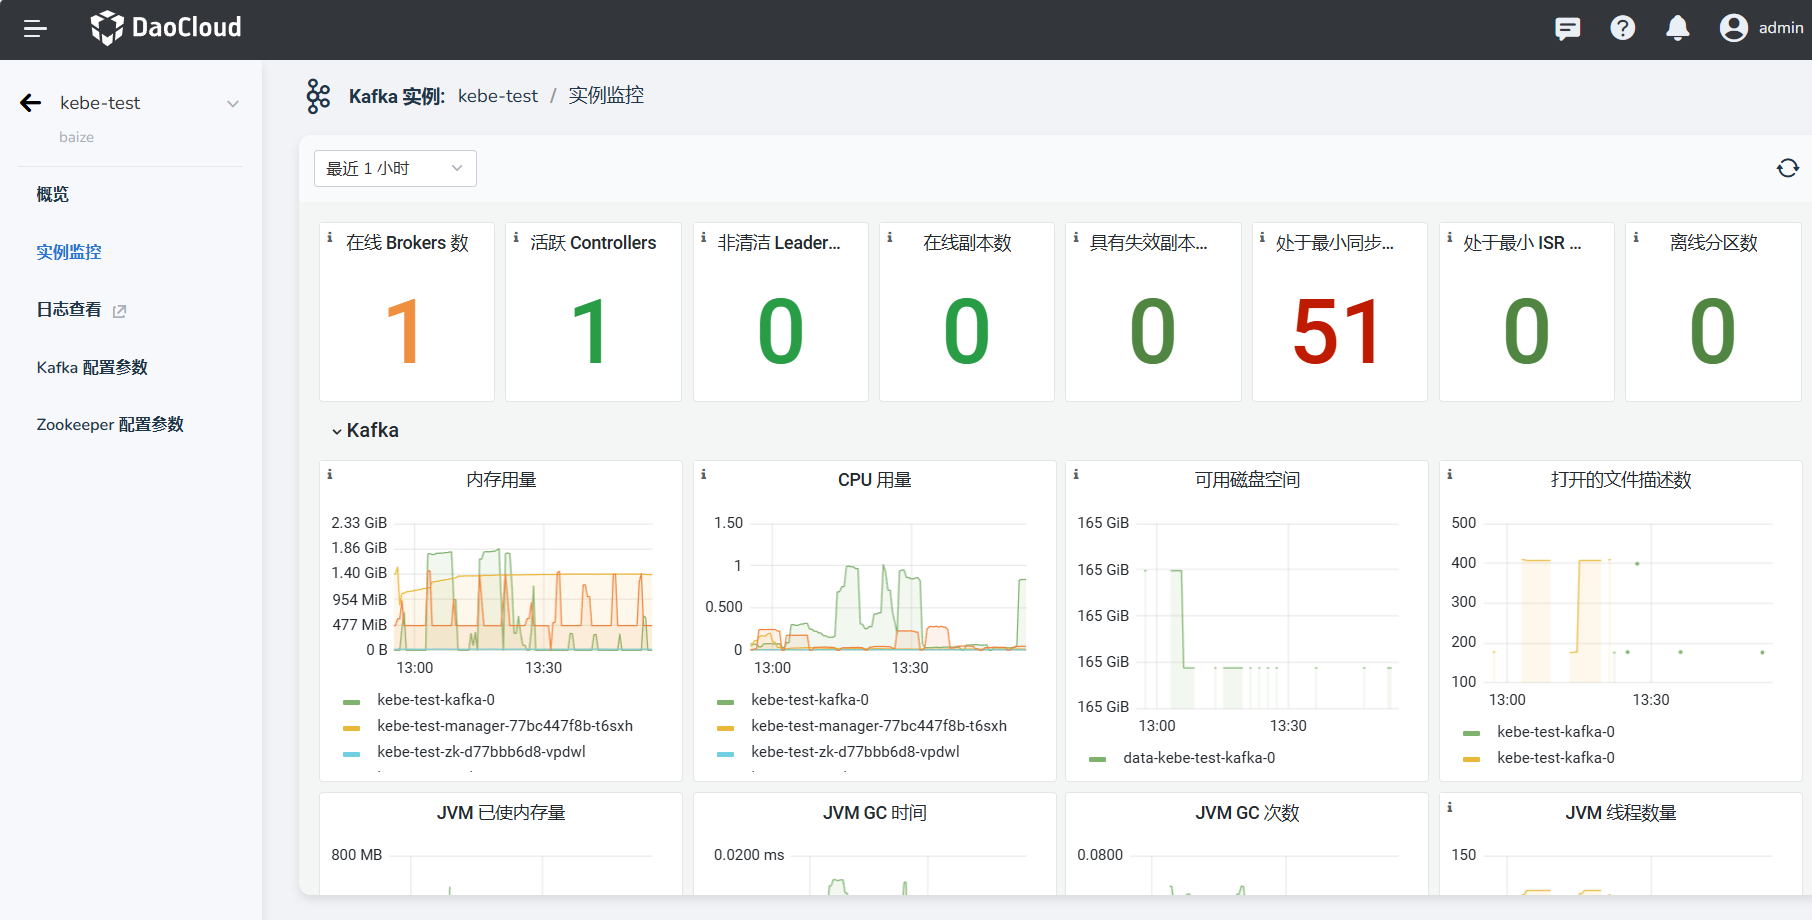 DaoCloud
admin
kebe-test
baize
概览
实例监控
日志查看
Kafka 配置参数
Zookeeper 配置参数
Kafka 实例: kebe-test / 实例监控
最近 1 小时
在线 Brokers 数
1
活跃 Controllers
1
非清洁 Leader...
0
在线副本数
0
具有失效副本...
0
处于最小同步...
51
处于最小 ISR ...
0
离线分区数
0
Kafka
内存用量
2.33 GiB
1.86 GiB
1.40 GiB
954 MiB
477 MiB
0 B
13:00 13:30
kebe-test-kafka-0
kebe-test-manager-77bc447f8b-t6sxh
kebe-test-zk-d77bbb6d8-vpdwl
CPU 用量
1.50
1
0.500
0
13:00 13:30
kebe-test-kafka-0
kebe-test-manager-77bc447f8b-t6sxh
kebe-test-zk-d77bbb6d8-vpdwl
可用磁盘空间
165 GiB
165 GiB
165 GiB
165 GiB
165 GiB
13:00 13:30
data-kebe-test-kafka-0
打开的文件描述数
500
400
300
200
100
13:00 13:30
kebe-test-kafka-0
kebe-test-kafka-0
JVM 已使内存量
800 MB
JVM GC 时间
0.0200 ms
JVM GC 次数
0.0800
JVM 线程数量
150